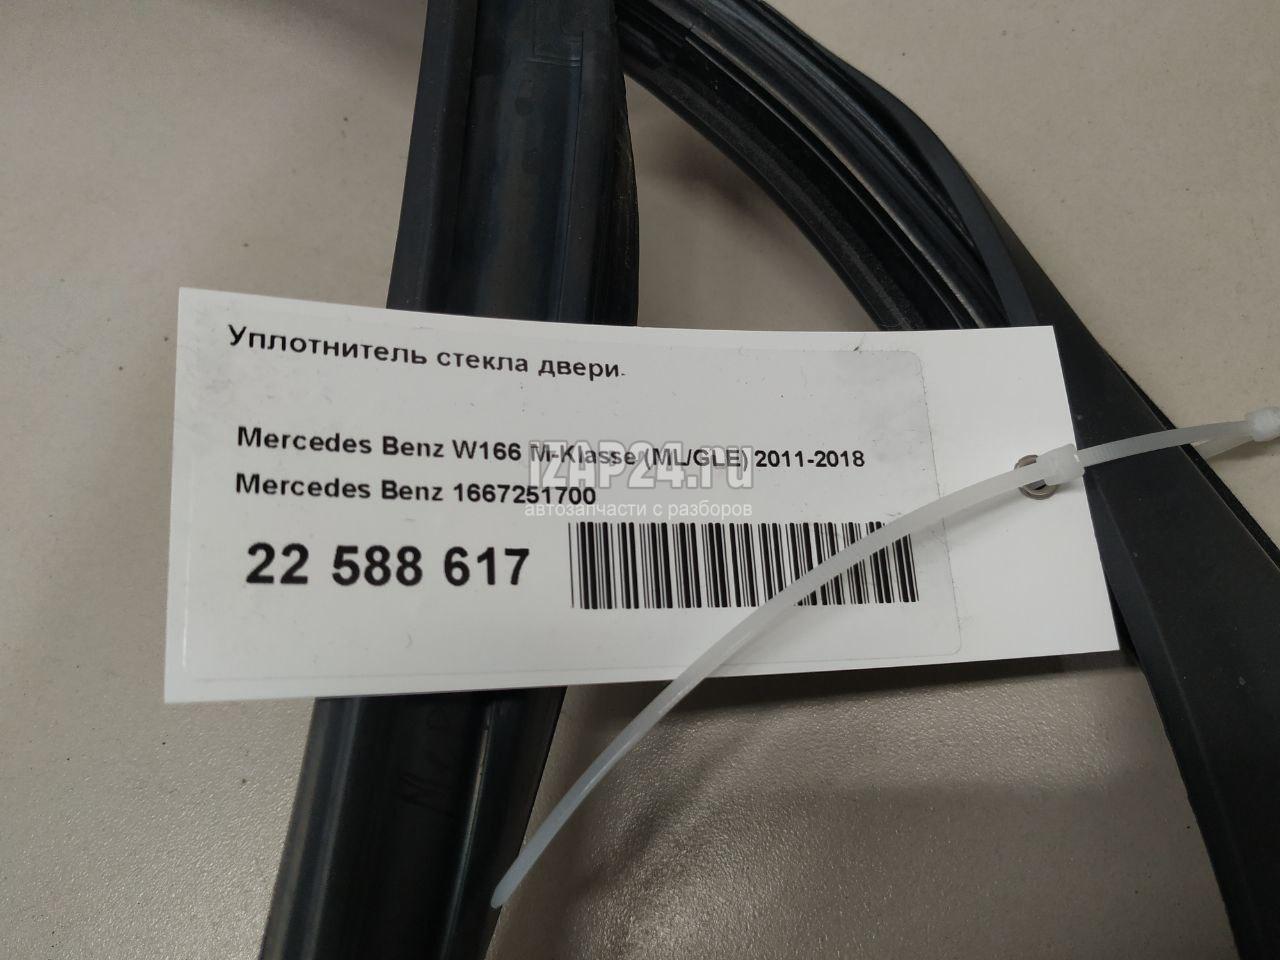 Уплотнитель стекла двери.
Mercedes Benz W166 M-Klasse (ML/GLE) 2011-2018
IZAP24.ru
Mercedes Benz 1667251700
автозапчасти с разборов
22 588 617